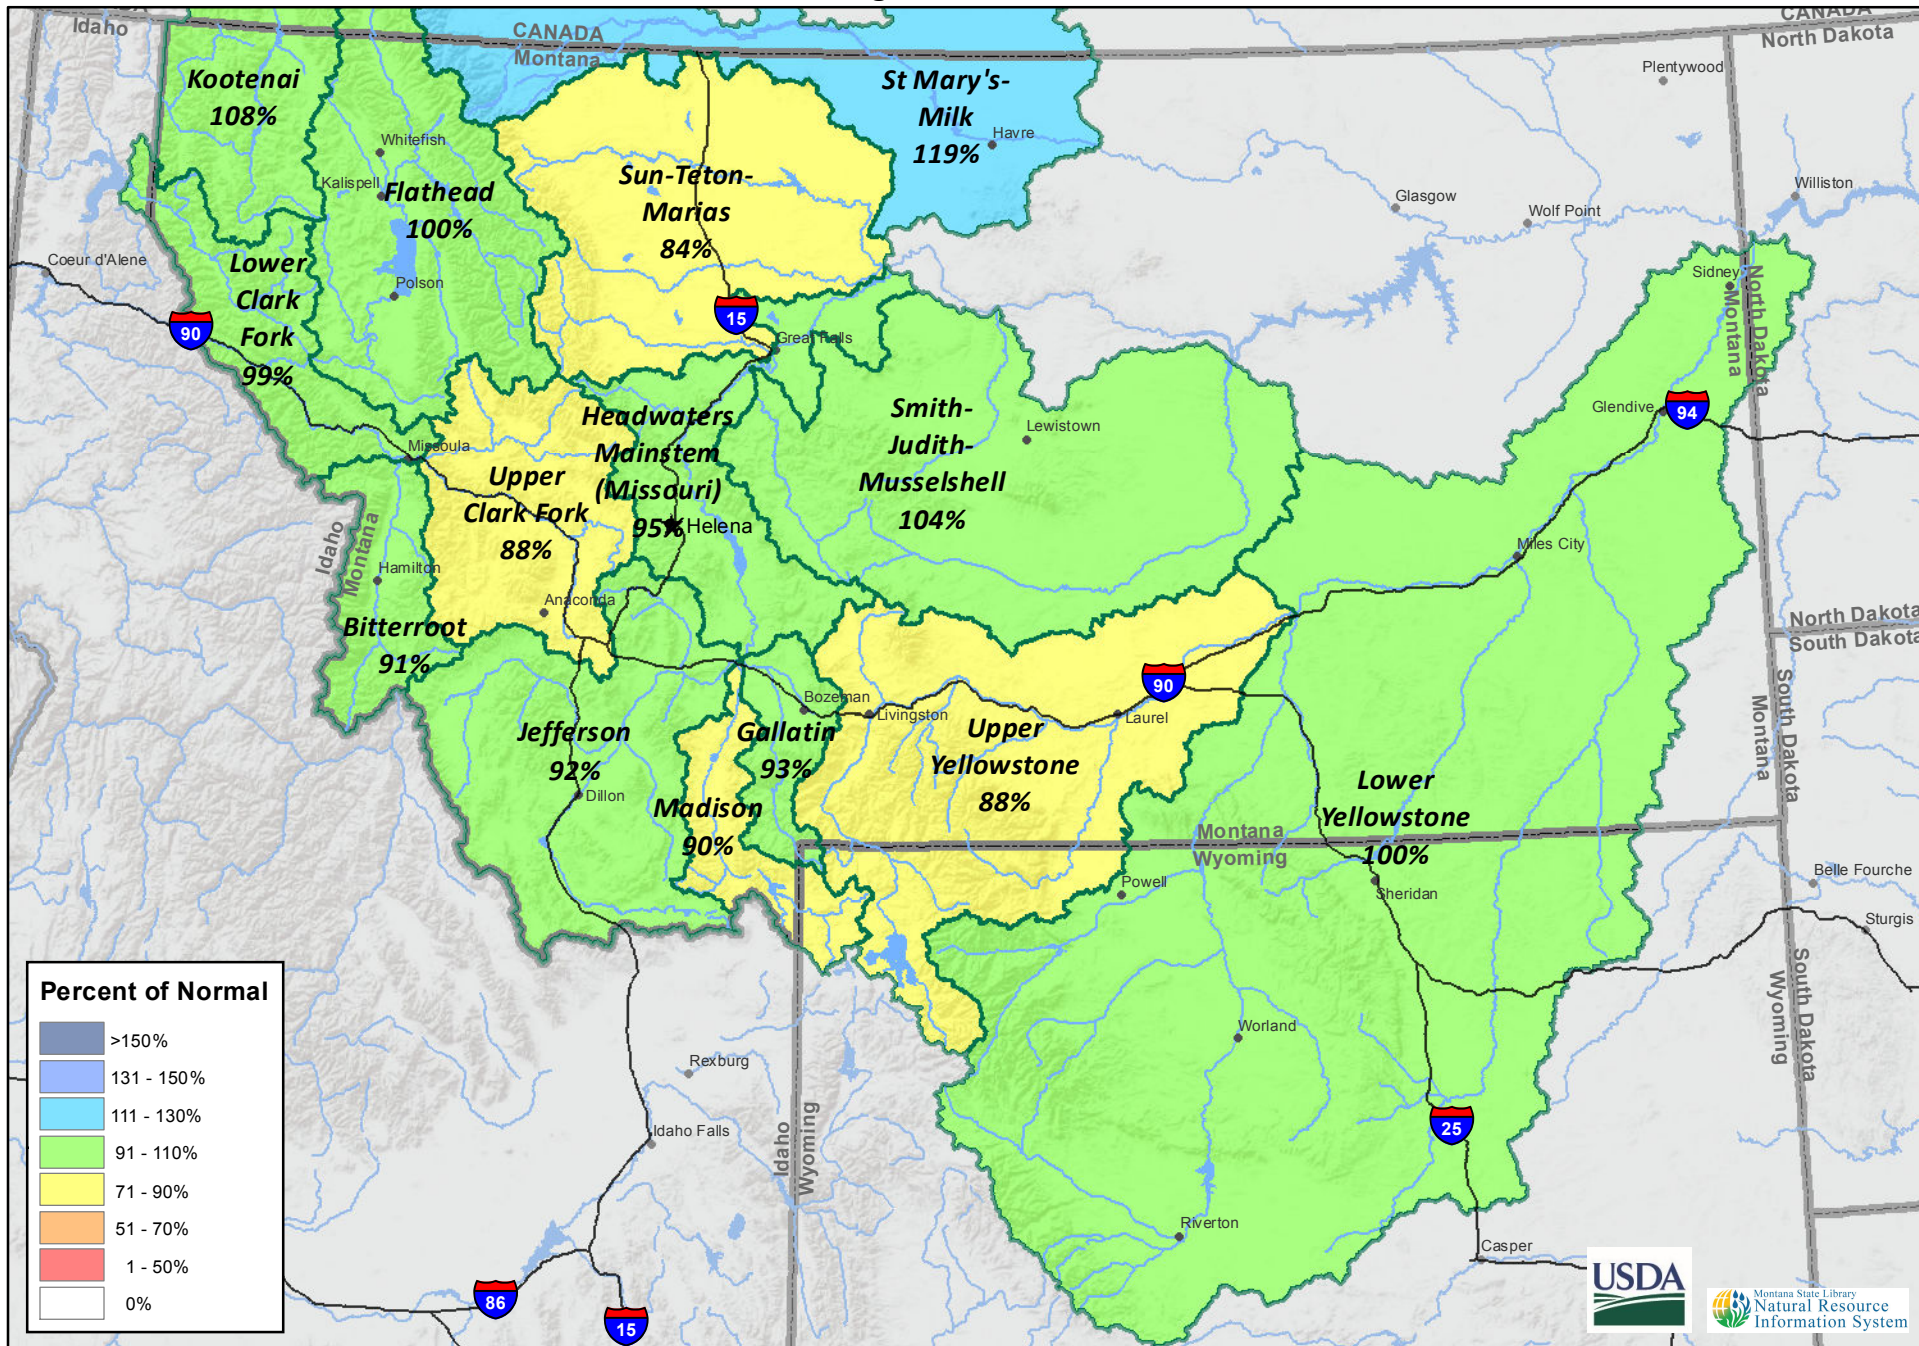 CANADA
Idaho
Montana
CANADA
North Dakota
Kootenai
108%
Whitefish
Kalispell
Flathead
100%
Polson
Sun-Teton-
Marias
84%
St Mary's-
Milk
119%
Havre
Plentywood
Glasgow
Wolf Point
Williston
Coeur d'Alene
Lower
Clark
Fork
99%
90
15
Great Falls
Sidney
North Dakota
Montana
Glendive
94
Missoula
Upper
Clark Fork
88%
Headwaters
Mainstem
(Missouri)
95%
Helena
Smith-
Judith-
Musselshell
104%
Lewistown
Miles City
Idaho
Montana
Hamilton
Anaconda
Bitterroot
91%
North Dakota
South Dakota
Jefferson
92%
Dillon
Madison
90%
Bozeman
Gallatin
93%
Livingston
Upper
Yellowstone
88%
Laurel
90
South Dakota
Montana
Lower
Yellowstone
100%
Montana
Wyoming
Powell
Sheridan
Belle Fourche
Sturgis
South Dakota
Wyoming
Worland
Rexburg
Idaho Falls
Idaho
Wyoming
25
Riverton
Casper
86
15
Percent of Normal
>150%
131 - 150%
111 - 130%
91 - 110%
71 - 90%
51 - 70%
1 - 50%
0%
USDA
Montana State Library
Natural Resource
Information System